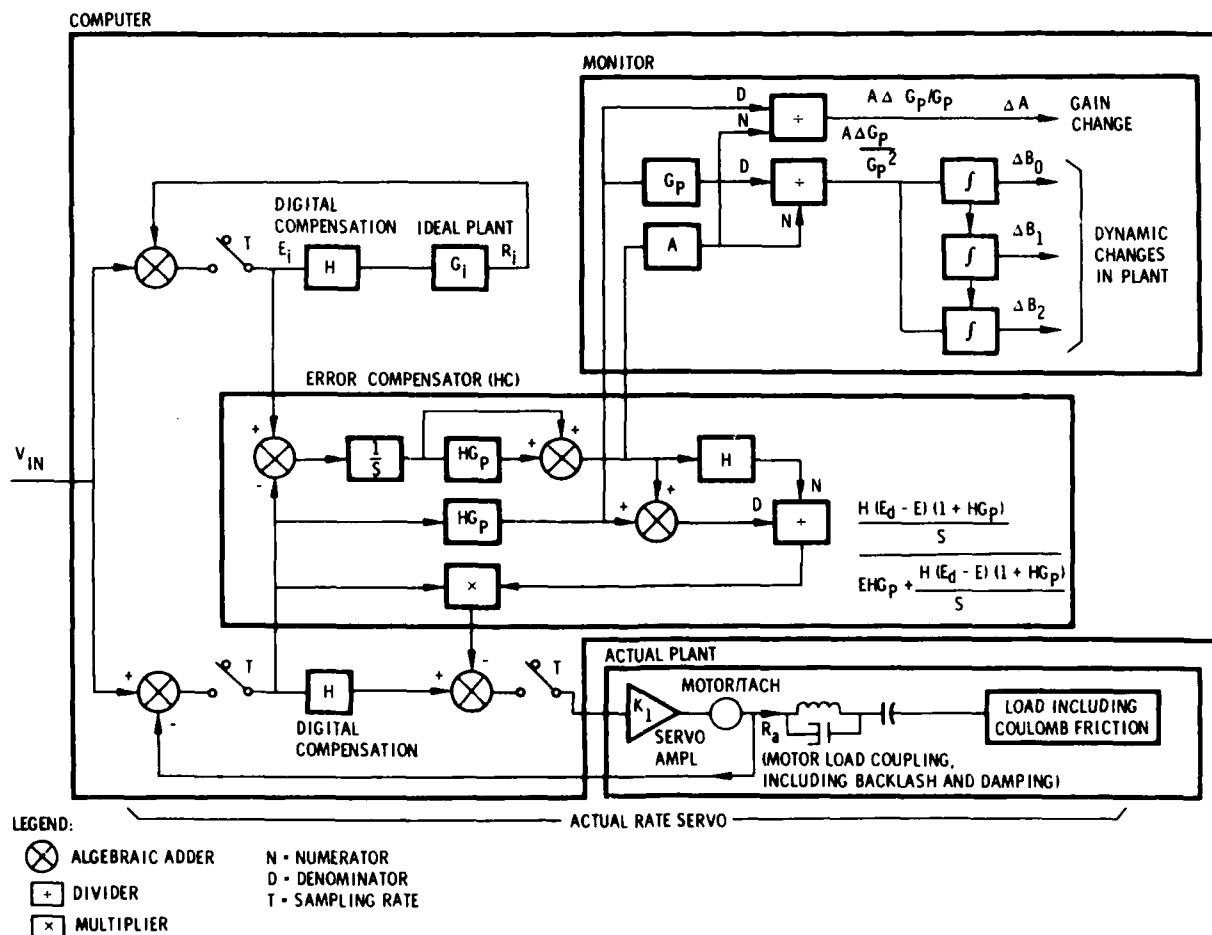 COMPUTER
MONITOR
D
N
÷
A Δ G_P/G_P
ΔA
GAIN
CHANGE
A ΔG_P
G_P²
G_P
D
÷
N
A
∫
ΔB_0
∫
ΔB_1
∫
ΔB_2
DYNAMIC
CHANGES
IN PLANT
T
DIGITAL
COMPENSATION
E_i
H
IDEAL PLANT
G_i
R_i
ERROR COMPENSATOR (HC)
V_IN
+
-
1
S
HG_P
+
+
H
N
HG_P
+
+
D
÷
×
H (E_d - E) (1 + HG_P)
S
EHG_P + H (E_d - E) (1 + HG_P)
S
+
-
T
H
DIGITAL
COMPENSATION
+
-
T
ACTUAL PLANT
K_1
SERVO
AMPL
MOTOR/TACH
R_a
(MOTOR LOAD COUPLING,
INCLUDING BACKLASH AND DAMPING)
LOAD INCLUDING
COULOMB FRICTION
ACTUAL RATE SERVO
LEGEND:
ALGEBRAIC ADDER
÷ DIVIDER
× MULTIPLIER
N - NUMERATOR
D - DENOMINATOR
T - SAMPLING RATE